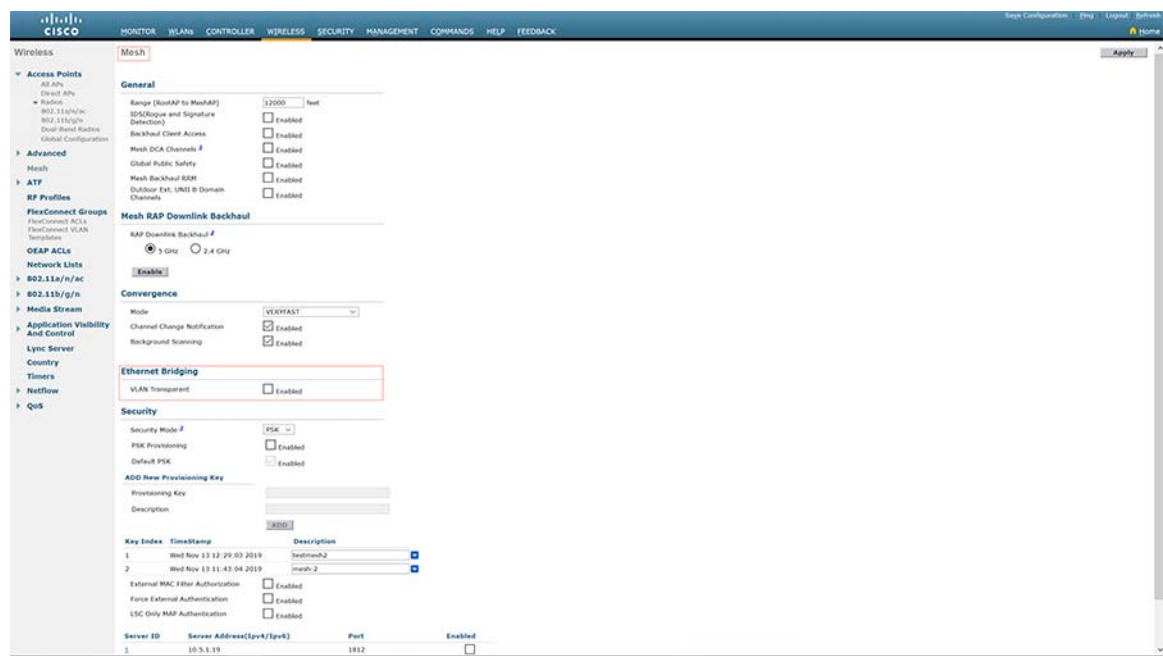 Save Configuration Ping Logout Refresh
CISCO
MONITOR WLANs CONTROLLER WIRELESS SECURITY MANAGEMENT COMMANDS HELP FEEDBACK
Home
Wireless
Access Points
All APs
Direct APs
Radios
802.11a/n/ac
802.11b/g/n
Dual-Band Radios
Global Configuration
Advanced
Mesh
ATF
RF Profiles
FlexConnect Groups
FlexConnect ACLs
FlexConnect VLAN
Templates
OEAP ACLs
Network Lists
802.11a/n/ac
802.11b/g/n
Media Stream
Application Visibility
And Control
Lync Server
Country
Timers
Netflow
QoS
Mesh
Apply
General
Range (RootAP to MeshAP) 12000 feet
IDS(Rogue and Signature
Detection) Enabled
Backhaul Client Access Enabled
Mesh DCA Channels Enabled
Global Public Safety Enabled
Mesh Backhaul RRM Enabled
Outdoor Ext. UNII B Domain
Channels Enabled
Mesh RAP Downlink Backhaul
RAP Downlink Backhaul
5 GHz 2.4 GHz
Enable
Convergence
Mode VERYFAST
Channel Change Notification Enabled
Background Scanning Enabled
Ethernet Bridging
VLAN Transparent Enabled
Security
Security Mode PSK
PSK Provisioning Enabled
Default PSK Enabled
ADD New Provisioning Key
Provisioning Key
Description
ADD
Key Index TimeStamp Description
1 Wed Nov 13 12:29:03 2019 testmesh2
2 Wed Nov 13 11:43:04 2019 mesh-2
External MAC Filter Authorization Enabled
Force External Authentication Enabled
LSC Only MAP Authentication Enabled
Server ID Server Address(Ipv4/Ipv6) Port Enabled
1 10.5.1.19 1812